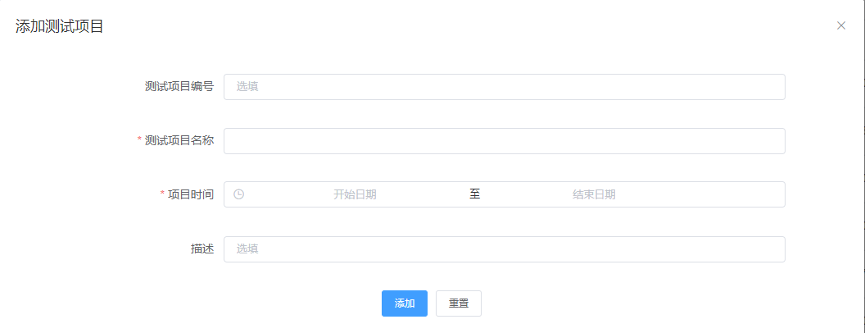 添加测试项目
测试项目编号 选填
* 测试项目名称
* 项目时间 开始日期 至 结束日期
描述 选填
添加 重置